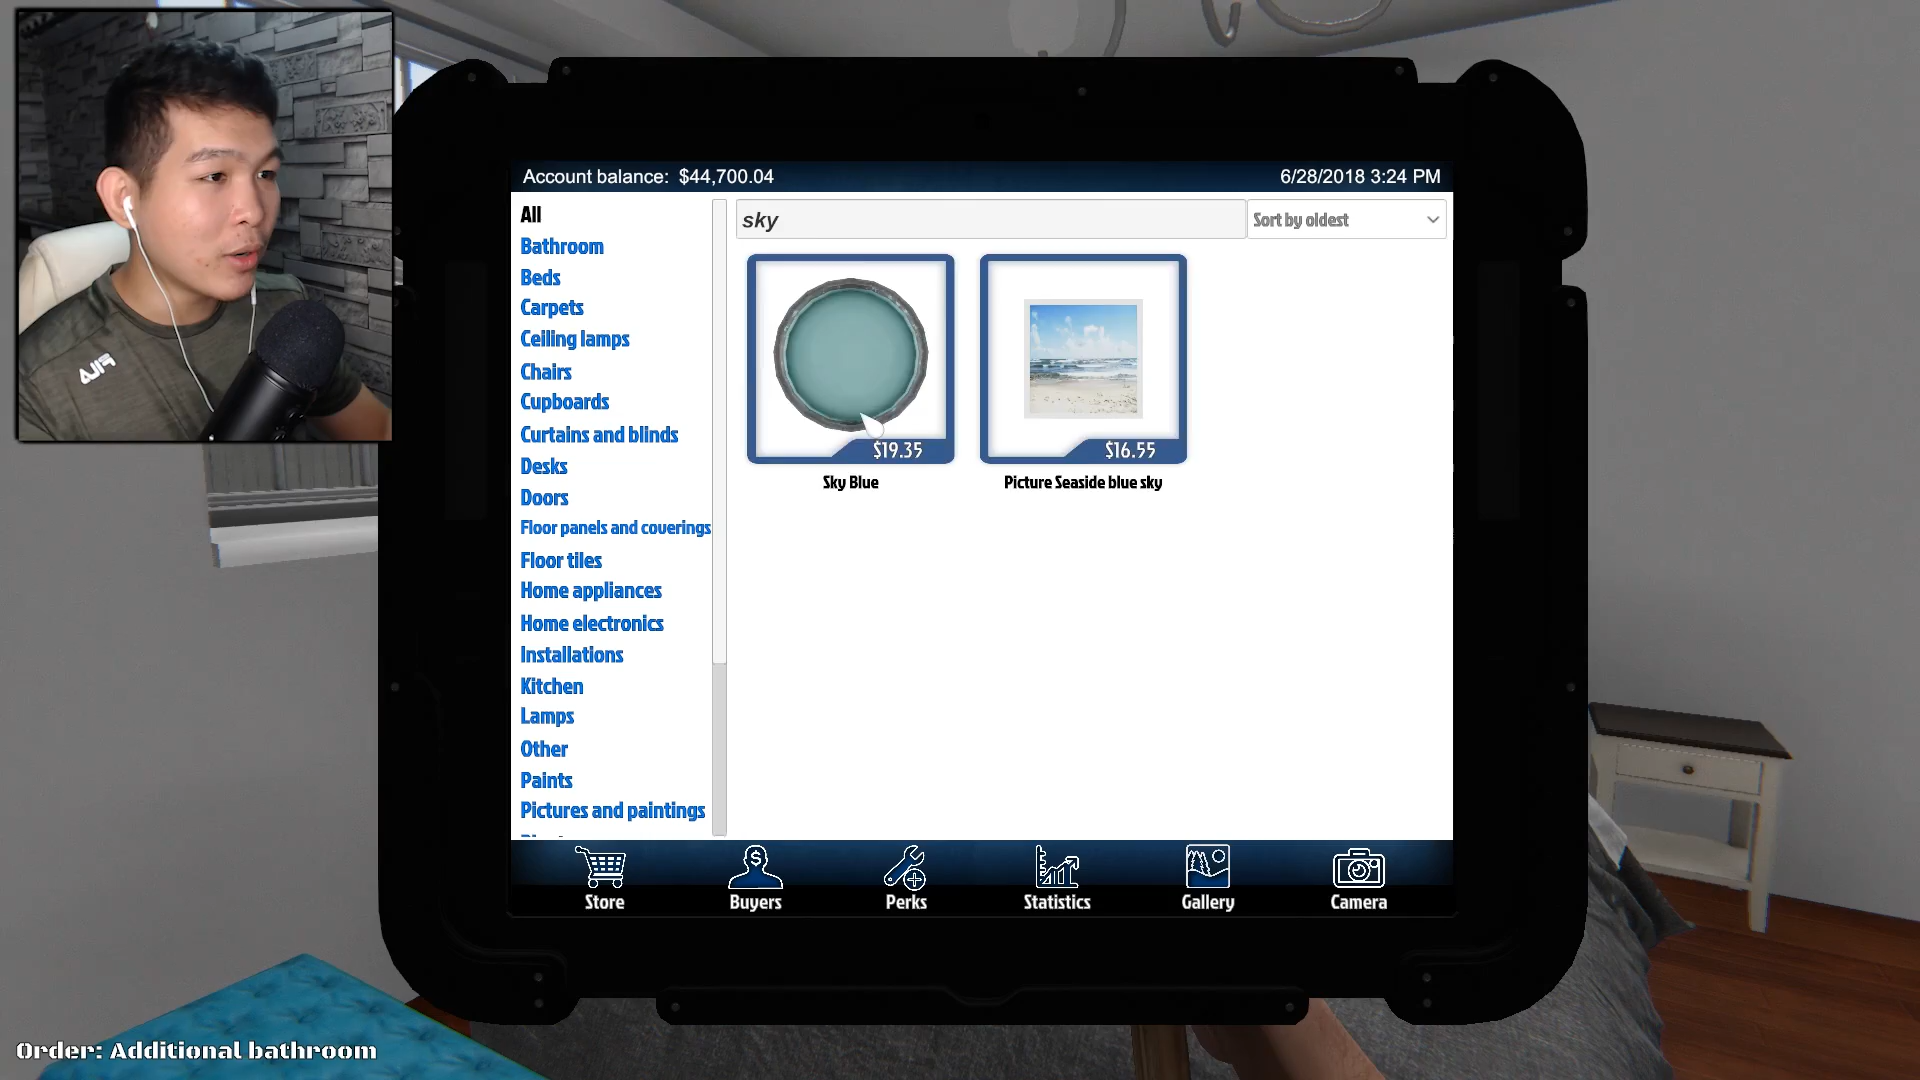 Account balance: $44,700.04
6/28/2018 3:24 PM
All
Bathroom
Beds
Carpets
Ceiling lamps
Chairs
Cupboards
Curtains and blinds
Desks
Doors
Floor panels and coverings
Floor tiles
Home appliances
Home electronics
Installations
Kitchen
Lamps
Other
Paints
Pictures and paintings
sky
Sort by oldest
$19.35
Sky Blue
$16.55
Picture Seaside blue sky
Store
Buyers
Perks
Statistics
Gallery
Camera
FILA
Order: Additional bathroom